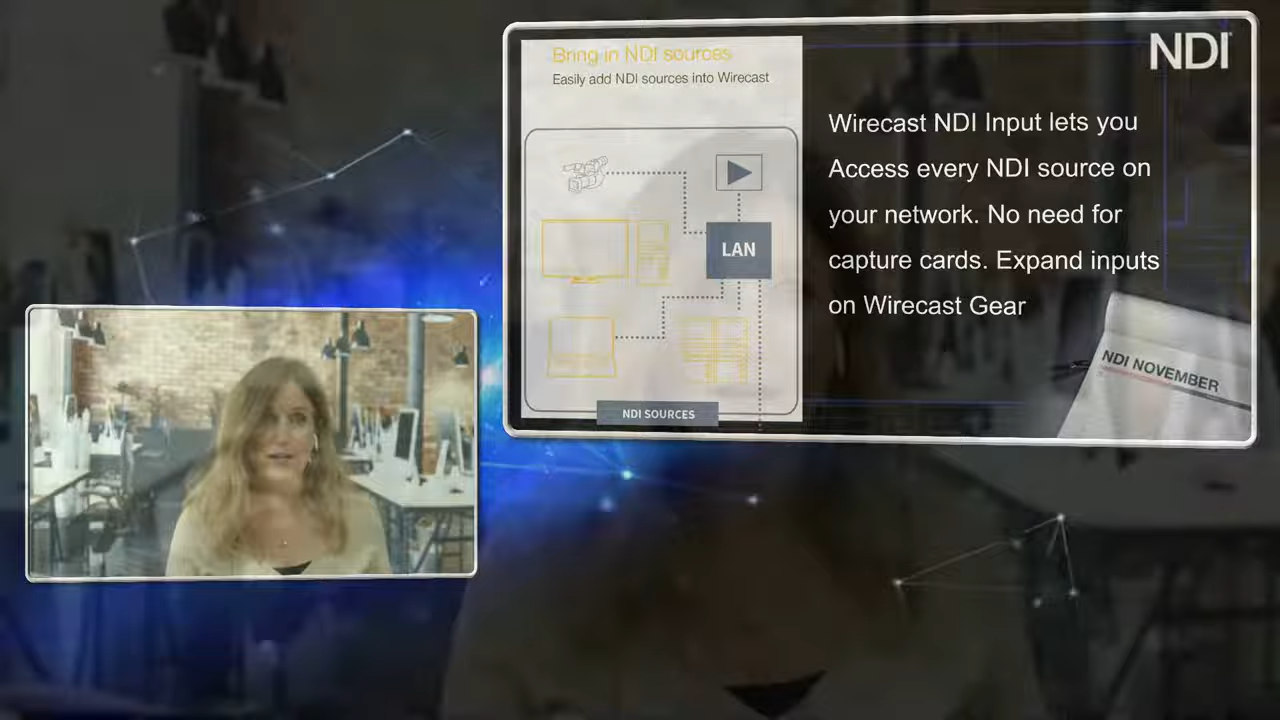 Bring in NDI sources
Easily add NDI sources into Wirecast
LAN
NDI SOURCES
NDI
Wirecast NDI Input lets you
Access every NDI source on
your network. No need for
capture cards. Expand inputs
on Wirecast Gear
NDI NOVEMBER